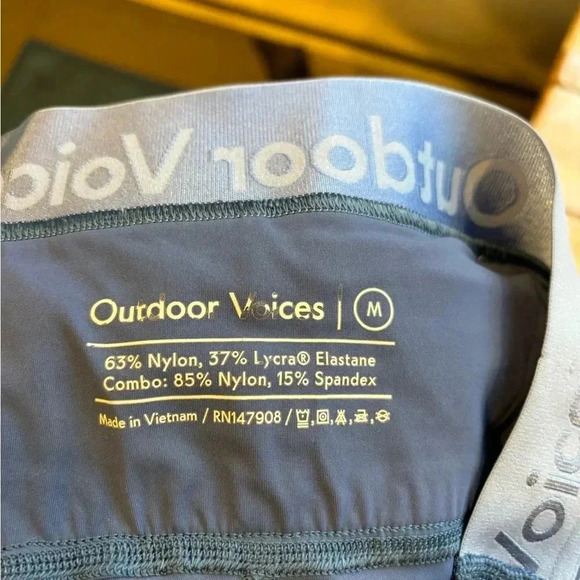 Outdoor Voic
Outdoor Voices | M
63% Nylon, 37% Lycra® Elastane
Combo: 85% Nylon, 15% Spandex
Made in Vietnam / RN147908 /
Voice